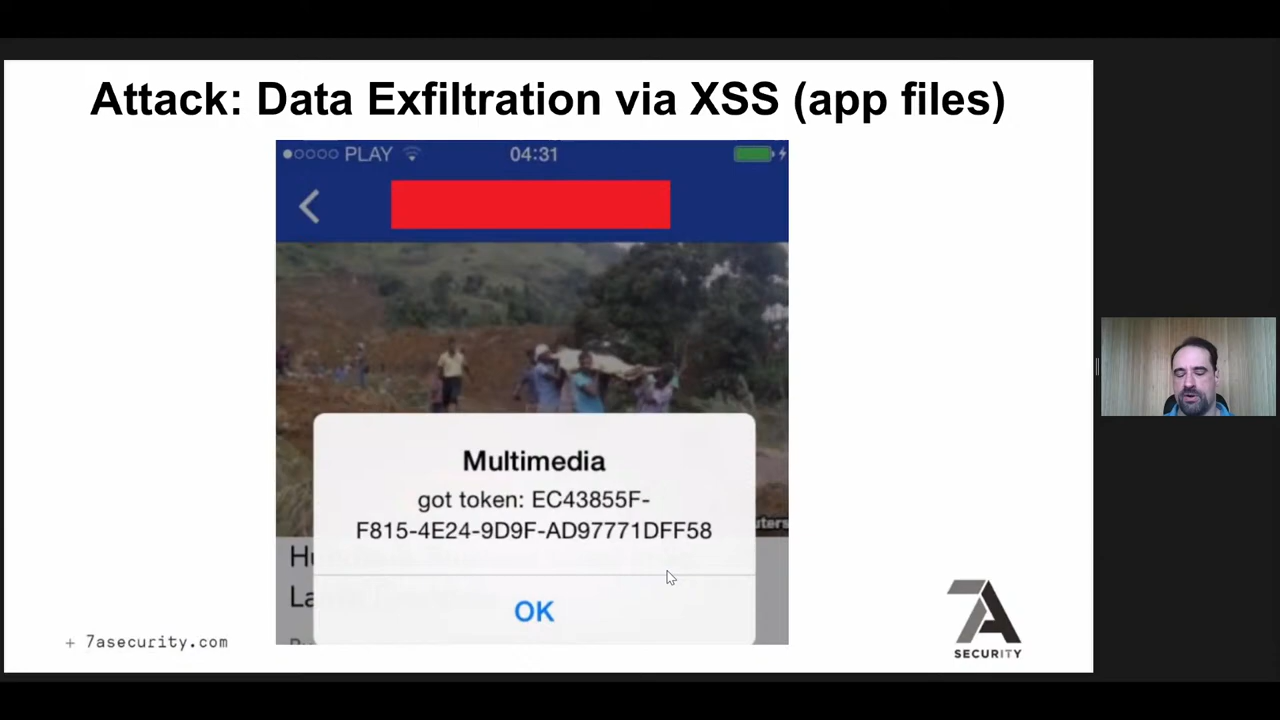 Attack: Data Exfiltration via XSS (app files)
PLAY 04:31
Multimedia
got token: EC43855F-
F815-4E24-9D9F-AD97771DFF58
OK
+ 7asecurity.com
7A
SECURITY